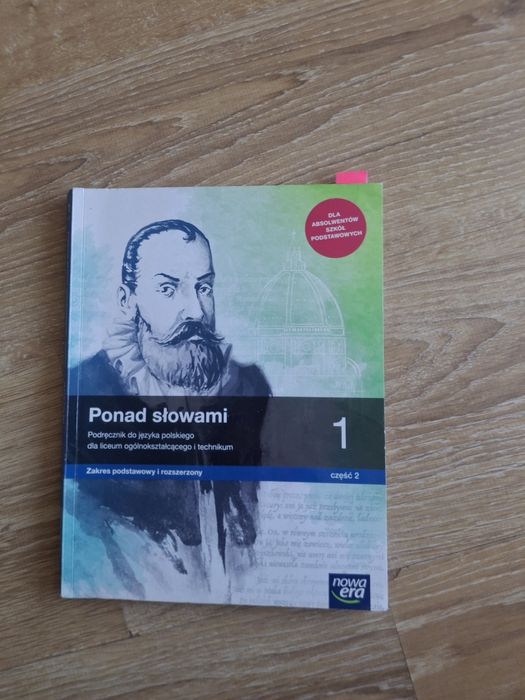 DLA
ABSOLWENTÓW
SZKÓŁ
PODSTAWOWYCH
Ponad słowami
1
Podręcznik do języka polskiego
dla liceum ogólnokształcącego i technikum
Zakres podstawowy i rozszerzony
część 2
nowa
era